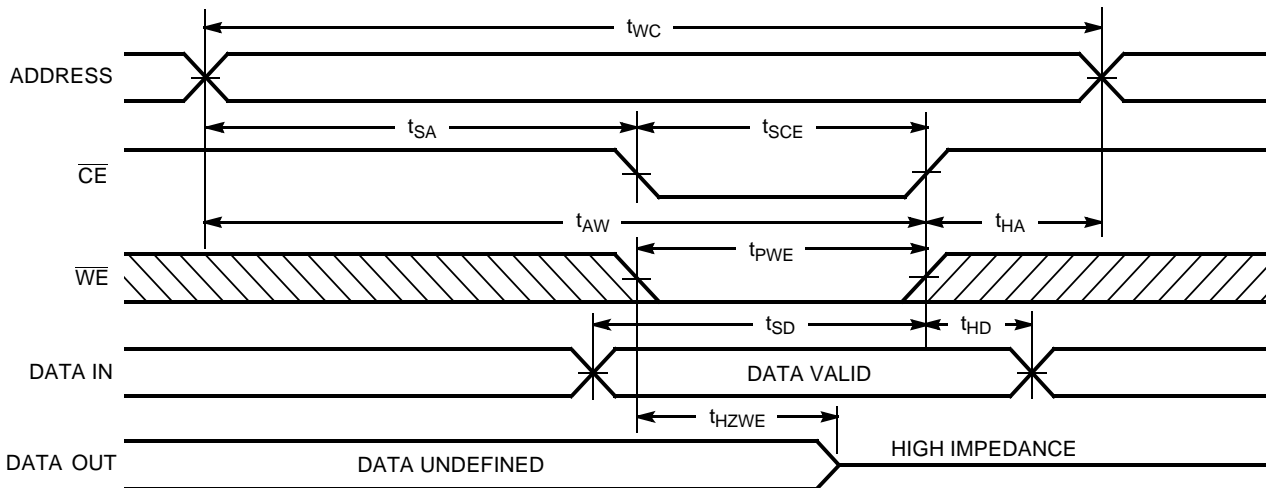 tWC
ADDRESS
tSA
tSCE
CE
tAW
tHA
tPWE
WE
tSD
tHD
DATA IN
DATA VALID
tHZWE
DATA OUT
DATA UNDEFINED
HIGH IMPEDANCE